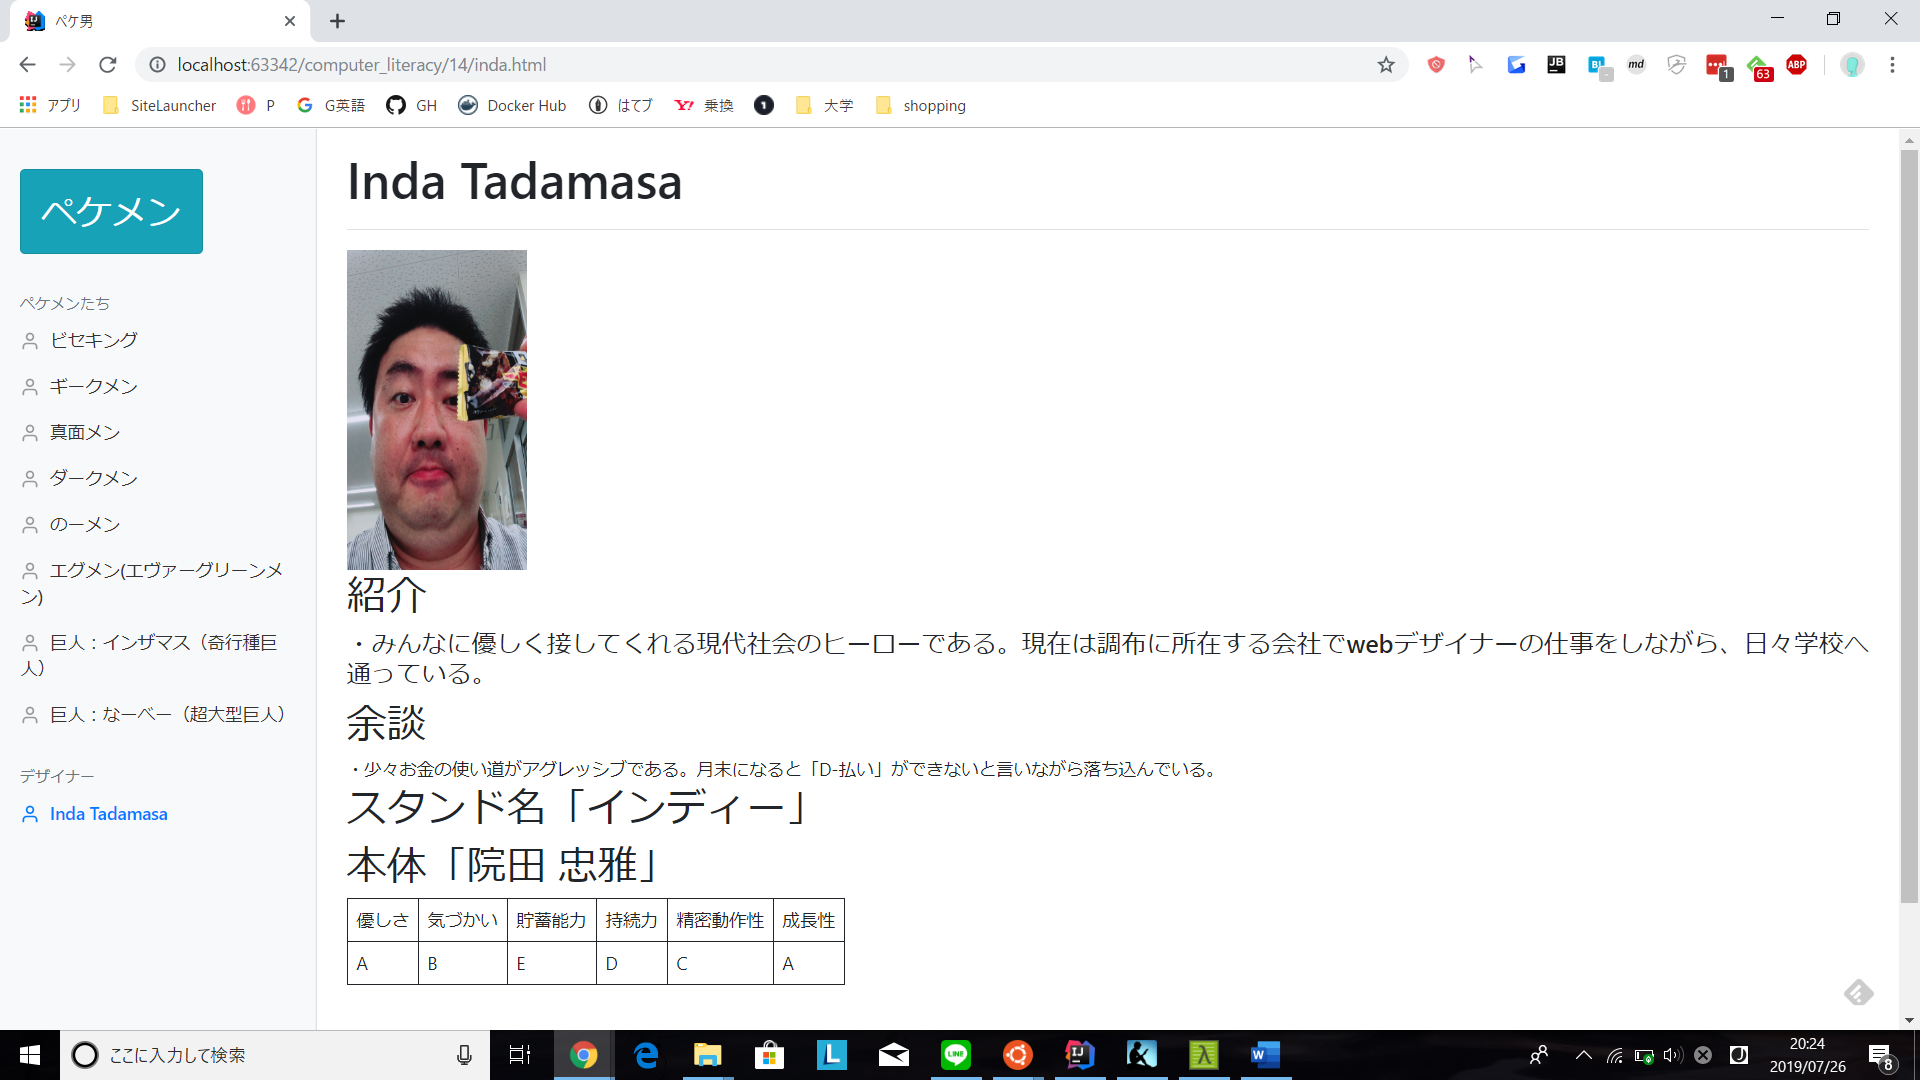 ペケ男
localhost:63342/computer_literacy/14/inda.html
JB
B!
-
md
1
63
ABP
アプリ
SiteLauncher
P
G英語
GH
Docker Hub
はてブ
Y!
乗換
大学
shopping
ペケメン
ペケメンたち
ビセキング
ギークメン
真面メン
ダークメン
のーメン
エグメン(エヴァーグリーンメ
ン)
巨人：インザマス（奇行種巨
人）
巨人：なーべー（超大型巨人）
デザイナー
Inda Tadamasa
Inda Tadamasa
紹介
・みんなに優しく接してくれる現代社会のヒーローである。現在は調布に所在する会社でwebデザイナーの仕事をしながら、日々学校へ
通っている。
余談
・少々お金の使い道がアグレッシブである。月末になると「D-払い」ができないと言いながら落ち込んでいる。
スタンド名「インディー」
本体「院田 忠雅」
優しさ 気づかい 貯蓄能力 持続力 精密動作性 成長性
A B E D C A
ここに入力して検索
L
LINE
IJ
λ
W
J
20:24
2019/07/26
8